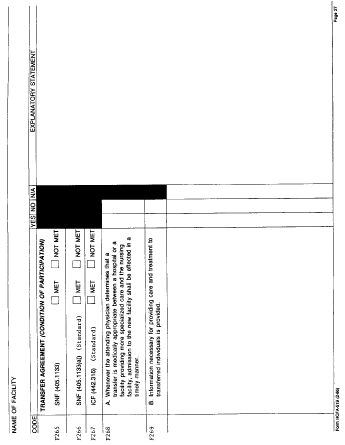 NAME OF FACILITY
CODE YES NO N/A EXPLANATORY STATEMENT
TRANSFER AGREEMENT (CONDITION OF PARTICIPATION)
F265 SNF (405.1133) MET NOT MET
F266 SNF (405.1133(a)) (Standard) MET NOT MET
F267 ICF (442.316) (Standard) MET NOT MET
F268 A. Whenever the attending physician determines that a
transfer is medically appropriate between a hospital or a
facility providing more specialized care and the nursing
facility, admission to the new facility shall be effected in a
timely manner.
F269 B. Information necessary for providing care and treatment to
transferred individuals is provided.
Form HCFA-519 (2-86)
Page 27